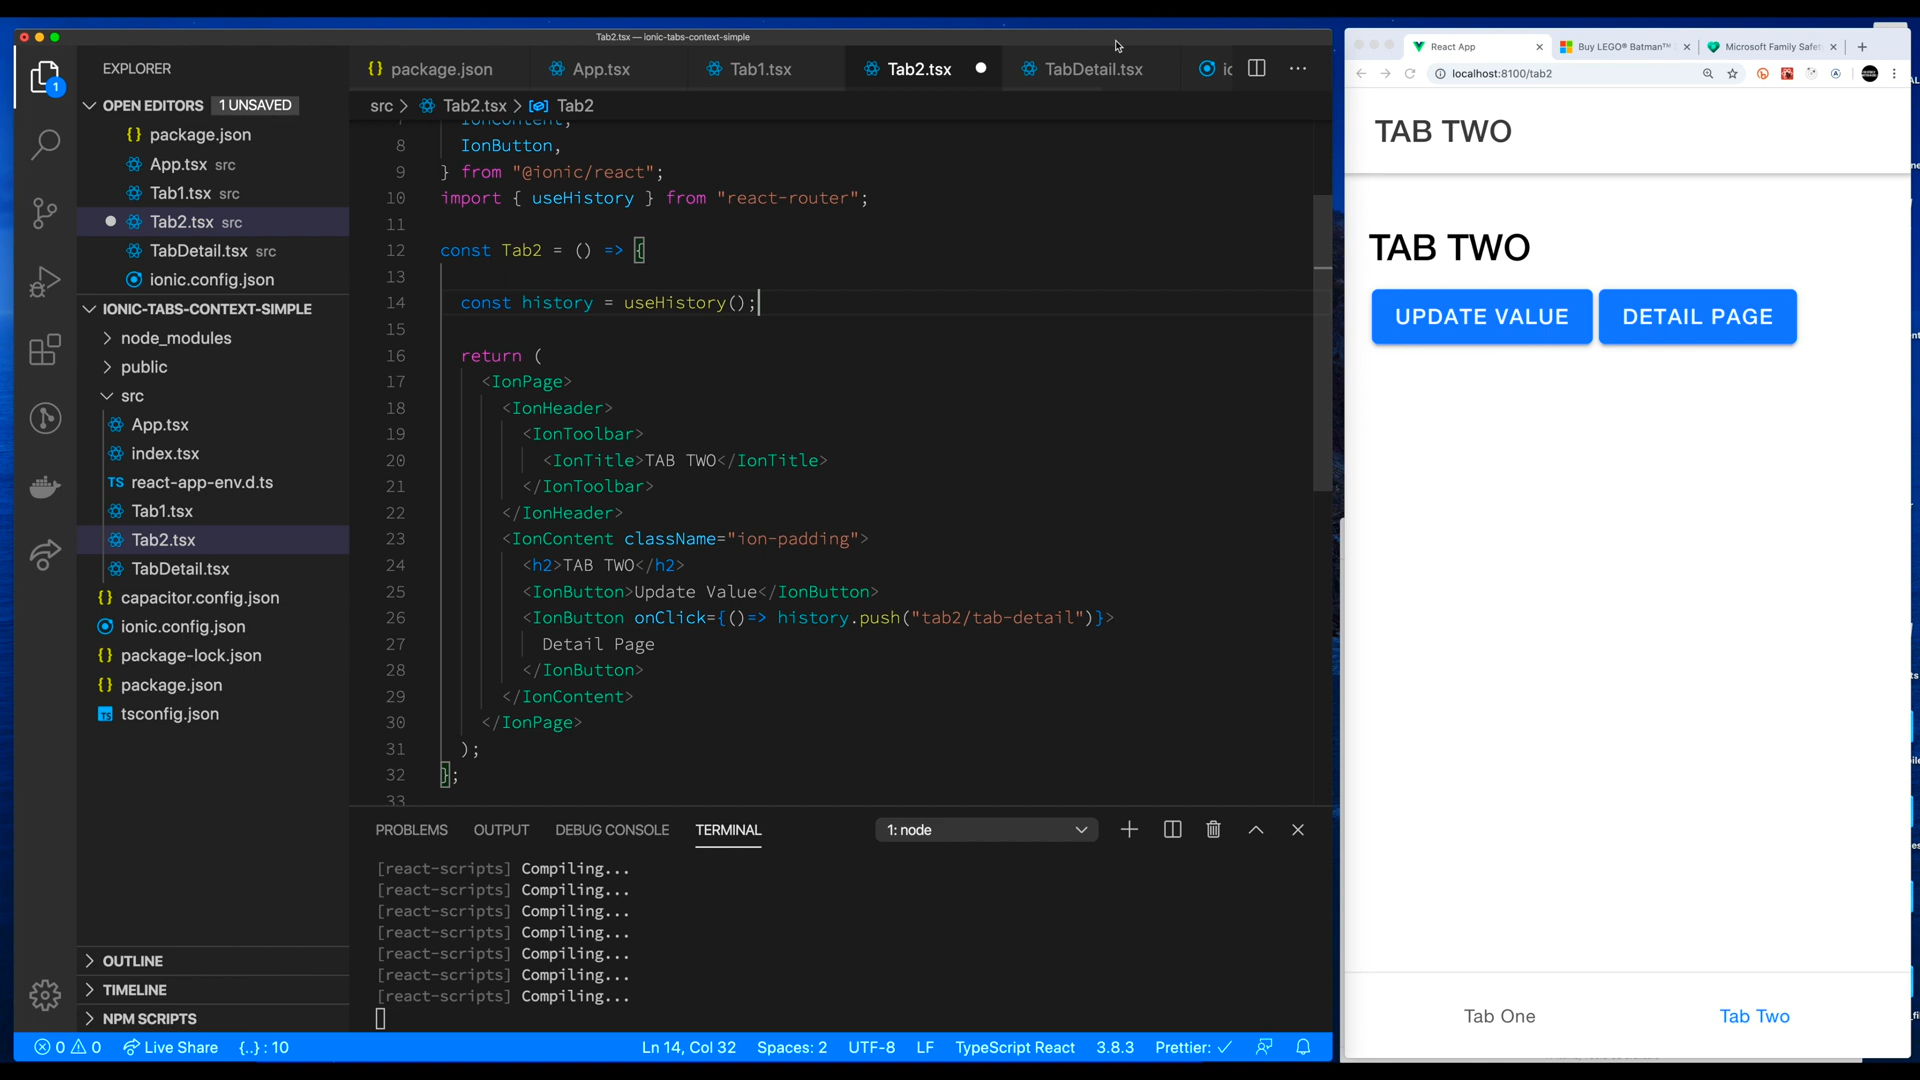 Tab2.tsx — ionic-tabs-context-simple
EXPLORER
OPEN EDITORS 1 UNSAVED
{} package.json
App.tsx src
Tab1.tsx src
Tab2.tsx src
TabDetail.tsx src
ionic.config.json
IONIC-TABS-CONTEXT-SIMPLE
node_modules
public
src
App.tsx
index.tsx
TS react-app-env.d.ts
Tab1.tsx
Tab2.tsx
TabDetail.tsx
{} capacitor.config.json
ionic.config.json
{} package-lock.json
{} package.json
TS tsconfig.json
OUTLINE
TIMELINE
NPM SCRIPTS
1
{} package.json App.tsx Tab1.tsx Tab2.tsx TabDetail.tsx
src > Tab2.tsx > Tab2
IonContent,
8 IonButton,
9 } from "@ionic/react";
10 import { useHistory } from "react-router";
11
12 const Tab2 = () => {
13
14 const history = useHistory();
15
16 return (
17 <IonPage>
18 <IonHeader>
19 <IonToolbar>
20 <IonTitle>TAB TWO</IonTitle>
21 </IonToolbar>
22 </IonHeader>
23 <IonContent className="ion-padding">
24 <h2>TAB TWO</h2>
25 <IonButton>Update Value</IonButton>
26 <IonButton onClick={()=> history.push("tab2/tab-detail")}>
27 Detail Page
28 </IonButton>
29 </IonContent>
30 </IonPage>
31 );
32 };
33
PROBLEMS OUTPUT DEBUG CONSOLE TERMINAL 1: node
[react-scripts] Compiling...
[react-scripts] Compiling...
[react-scripts] Compiling...
[react-scripts] Compiling...
[react-scripts] Compiling...
[react-scripts] Compiling...
[react-scripts] Compiling...
0 0 Live Share {..} : 10 Ln 14, Col 32 Spaces: 2 UTF-8 LF TypeScript React 3.8.3 Prettier: ✓
React App Buy LEGO® Batman™ Microsoft Family Safet
localhost:8100/tab2
TAB TWO
TAB TWO
UPDATE VALUE DETAIL PAGE
Tab One Tab Two